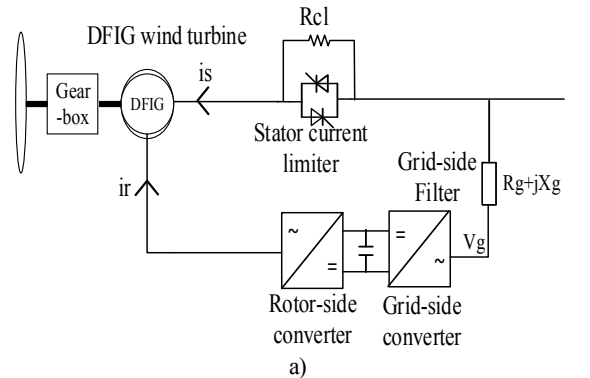 Rcl
DFIG wind turbine
is
Gear
-box
DFIG
Stator current
limiter
Grid-side
Filter
Rg+jXg
ir
Vg
~
=
=
~
Rotor-side
converter
Grid-side
converter
a)